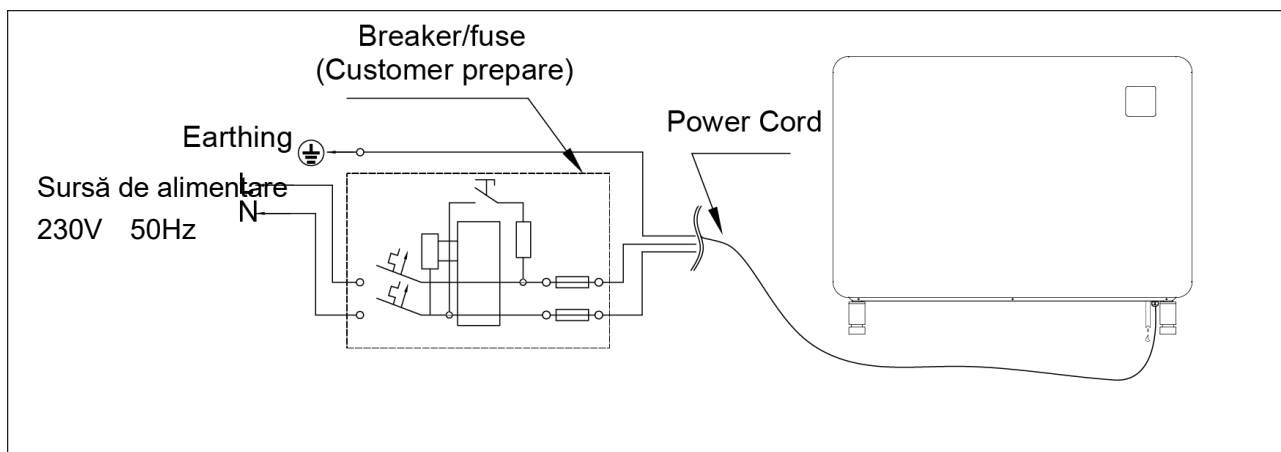 Breaker/fuse
(Customer prepare)
Power Cord
Earthing
L
Sursă de alimentare
N
230V 50Hz